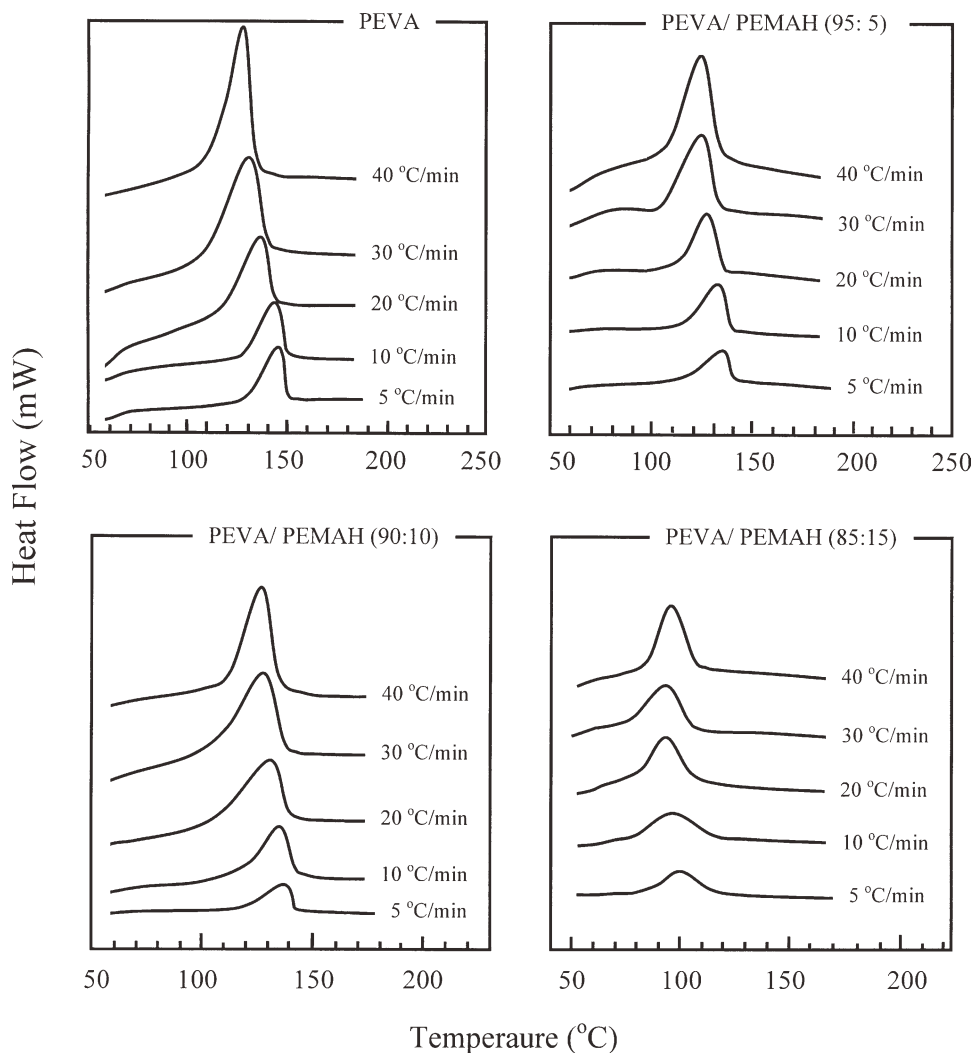 Heat Flow (mW)
PEVA
40 °C/min
30 °C/min
20 °C/min
10 °C/min
5 °C/min
50 100 150 200 250
PEVA/ PEMAH (95: 5)
40 °C/min
30 °C/min
20 °C/min
10 °C/min
5 °C/min
50 100 150 200 250
PEVA/ PEMAH (90:10)
40 °C/min
30 °C/min
20 °C/min
10 °C/min
5 °C/min
50 100 150 200
PEVA/ PEMAH (85:15)
40 °C/min
30 °C/min
20 °C/min
10 °C/min
5 °C/min
50 100 150 200
Temperaure (°C)